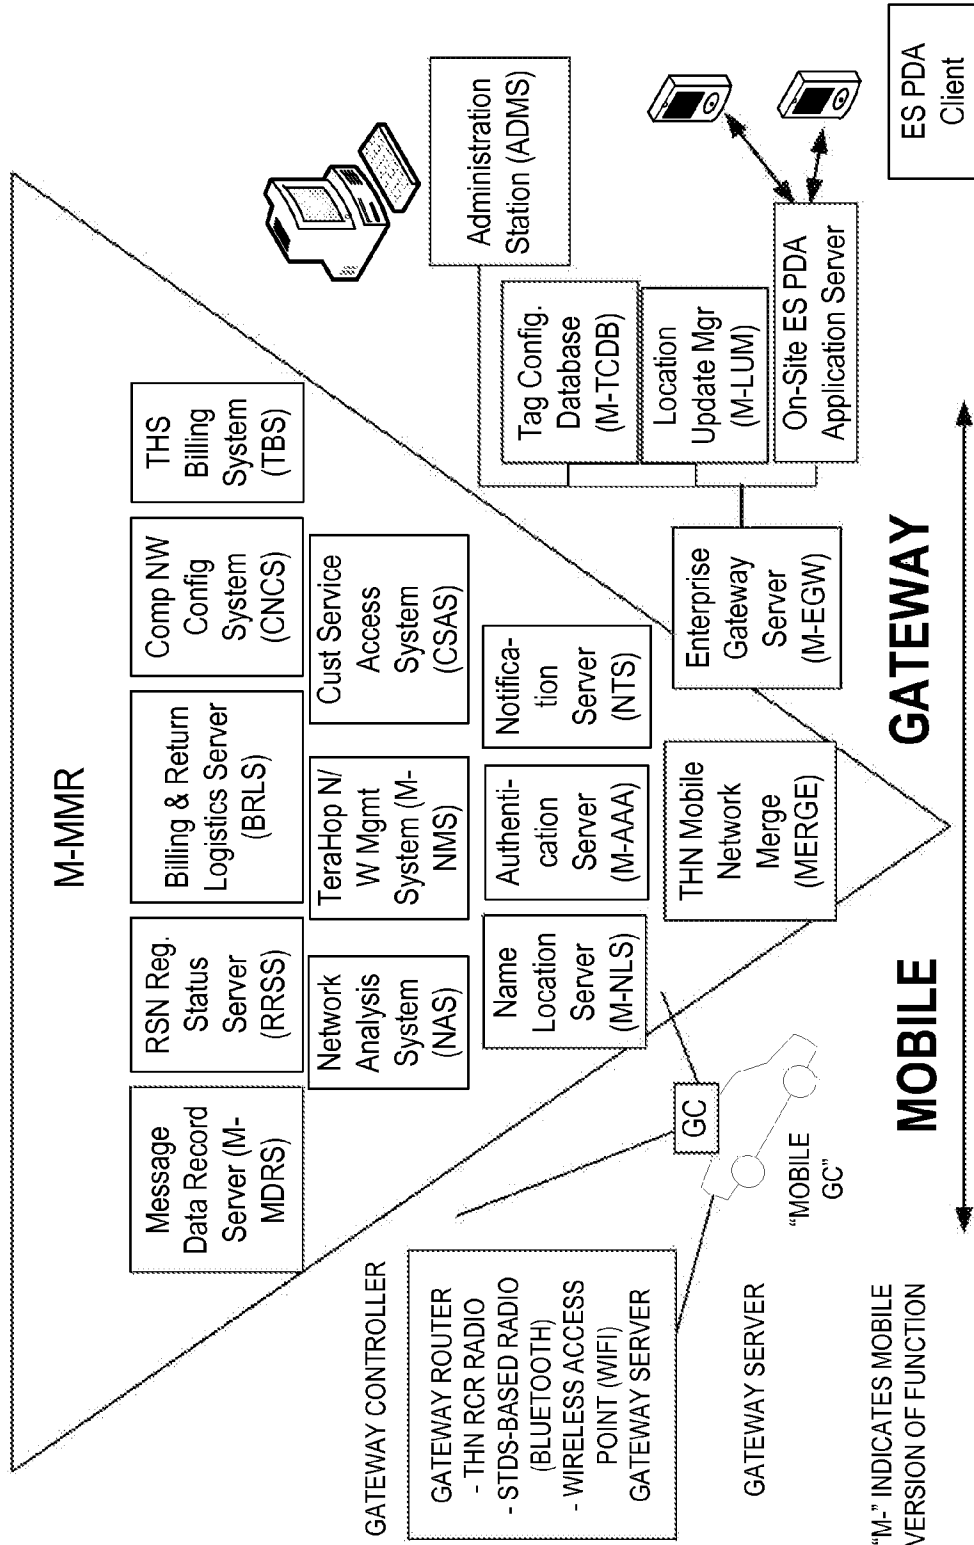 M-MMR
Message
Data Record
Server (M-
MDRS)
RSN Reg.
Status
Server
(RRSS)
Billing & Return
Logistics Server
(BRLS)
Comp NW
Config
System
(CNCS)
THS
Billing
System
(TBS)
Network
Analysis
System
(NAS)
TeraHop N/
W Mgmt
System (M-
NMS)
Cust Service
Access
System
(CSAS)
Name
Location
Server
(M-NLS)
Authenti-
cation
Server
(M-AAA)
Notifica-
tion
Server
(NTS)
THN Mobile
Network
Merge
(MERGE)
Enterprise
Gateway
Server
(M-EGW)
Administration
Station (ADMS)
Tag Config.
Database
(M-TCDB)
Location
Update Mgr
(M-LUM)
On-Site ES PDA
Application Server
ES PDA
Client
GATEWAY CONTROLLER
GATEWAY ROUTER
- THN RCR RADIO
- STDS-BASED RADIO
(BLUETOOTH)
- WIRELESS ACCESS
POINT (WIFI)
GATEWAY SERVER
GATEWAY SERVER
GC
"MOBILE
GC"
MOBILE
GATEWAY
"M-" INDICATES MOBILE
VERSION OF FUNCTION